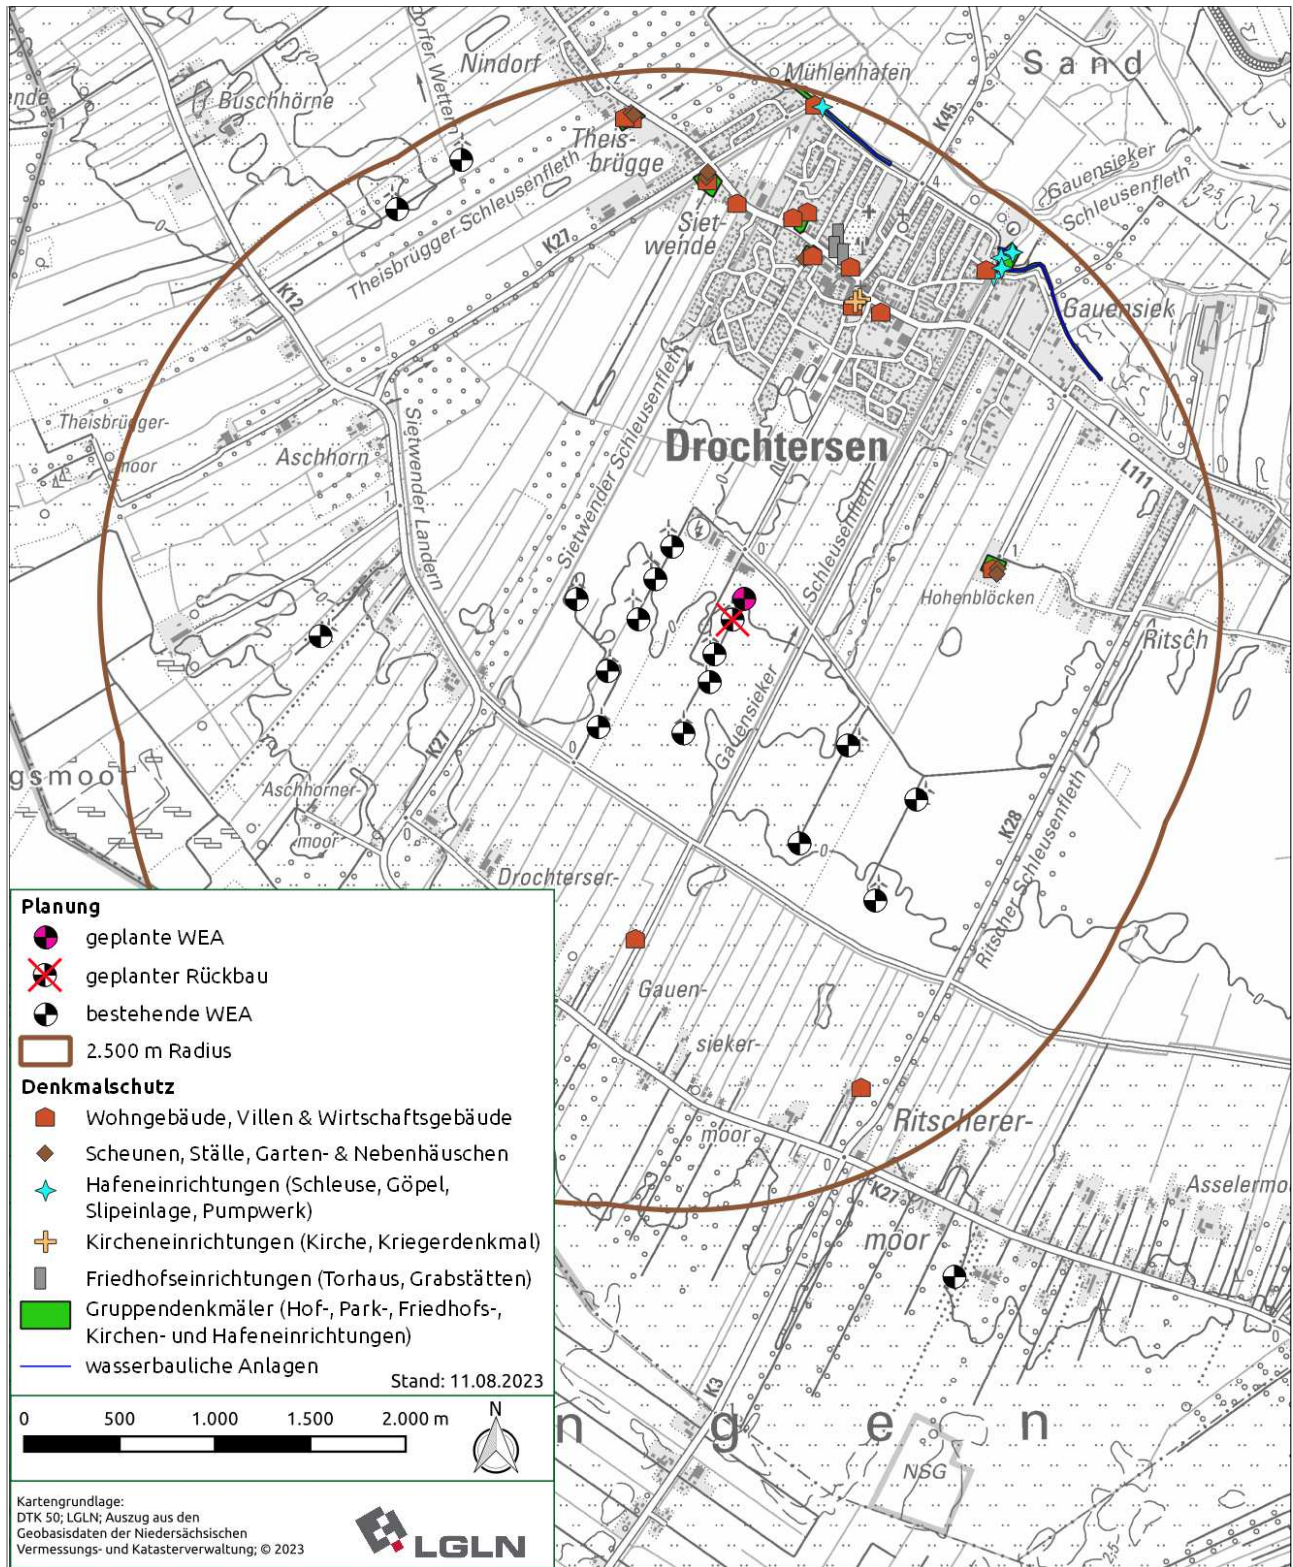 Nindorf
Mühlenhafen
Sand
Buschhörne
Theis-
brügge
K45
Gauensieker
Schleusenfleth
Theisbrügger Schleusenfleth
K27
Siet-
wende
K12
Gauensiek
Sietwender Landern
Sietwender Schleusenfleth
Theisbrügger-
moor
Aschhorn
Drochtersen
3
4
L111
Schleusenfleth
Hohenblöcken
1
Ritsch
Gauensieker
K27
Aschhorner-
moor
K28
Ritscher Schleusenfleth
Drochterser-
Gauen-
sieker-
moor
Ritscherer-
moor
K27
K3
NSG
n g e n
Planung
geplante WEA
geplanter Rückbau
bestehende WEA
2.500 m Radius
Denkmalschutz
Wohngebäude, Villen & Wirtschaftsgebäude
Scheunen, Ställe, Garten- & Nebenhäuschen
Hafeneinrichtungen (Schleuse, Göpel,
Slipeinlage, Pumpwerk)
Kircheneinrichtungen (Kirche, Kriegerdenkmal)
Friedhofseinrichtungen (Torhaus, Grabstätten)
Gruppendenkmäler (Hof-, Park-, Friedhofs-,
Kirchen- und Hafeneinrichtungen)
wasserbauliche Anlagen
Stand: 11.08.2023
0 500 1.000 1.500 2.000 m
N
Kartengrundlage:
DTK 50; LGLN; Auszug aus den
Geobasisdaten der Niedersächsischen
Vermessungs- und Katasterverwaltung; © 2023
LGLN